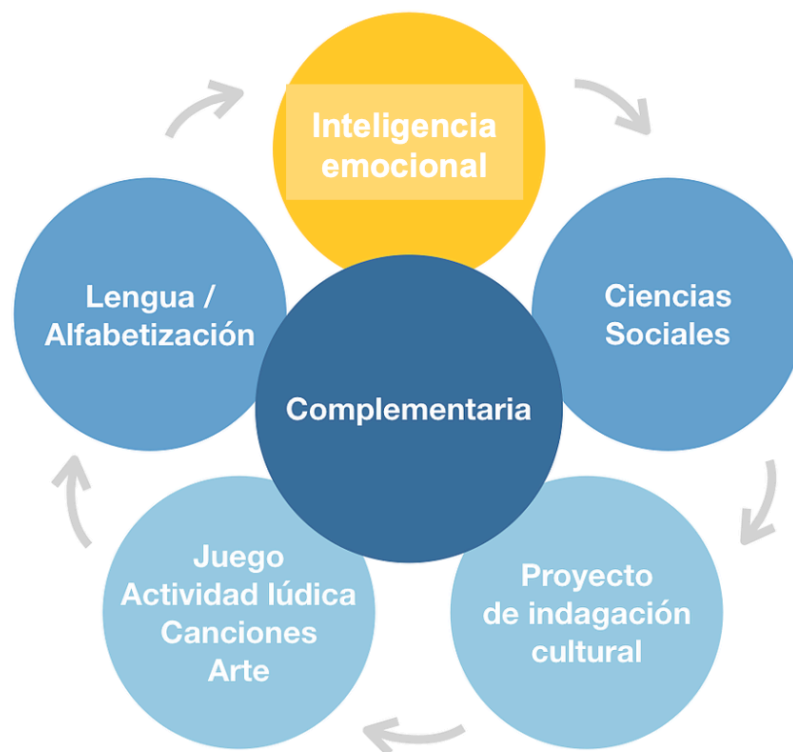 Inteligencia
emocional
Lengua /
Alfabetización
Ciencias
Sociales
Complementaria
Juego
Actividad lúdica
Canciones
Arte
Proyecto
de indagación
cultural